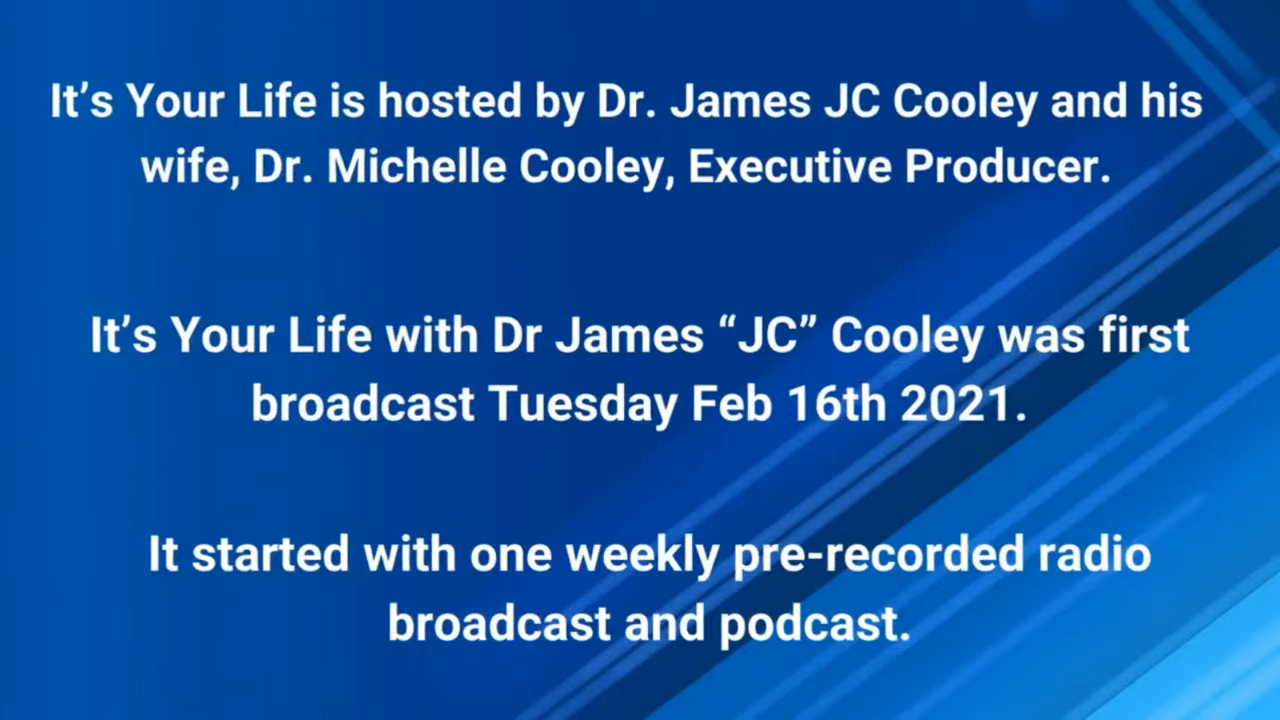 It’s Your Life is hosted by Dr. James JC Cooley and his
wife, Dr. Michelle Cooley, Executive Producer.
It’s Your Life with Dr James “JC” Cooley was first
broadcast Tuesday Feb 16th 2021.
It started with one weekly pre-recorded radio
broadcast and podcast.